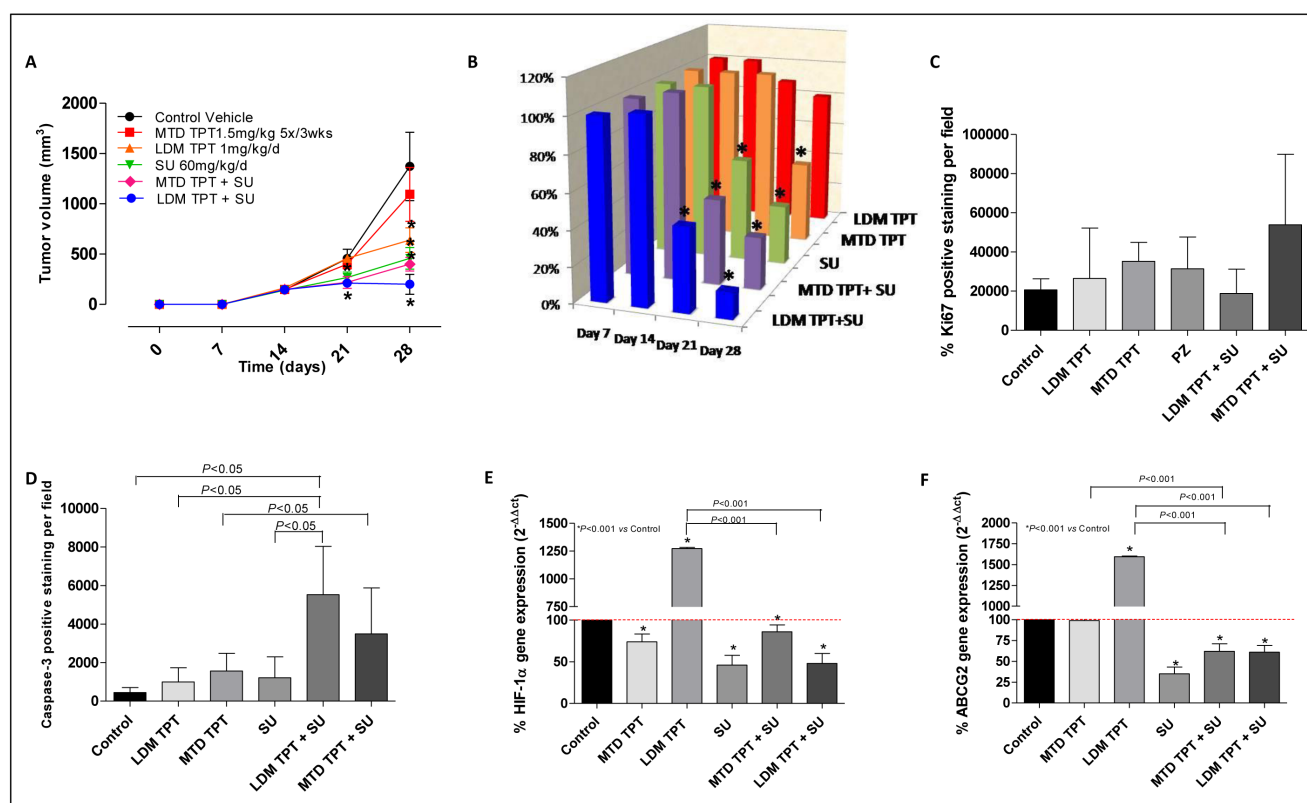 A
Tumor volume (mm³)
2000
1500
1000
500
0
Control Vehicle
MTD TPT1.5mg/kg 5x/3wks
LDM TPT 1mg/kg/d
SU 60mg/kg/d
MTD TPT + SU
LDM TPT + SU
*
*
*
*
*
*
0
7
14
21
28
Time (days)
B
120%
100%
80%
60%
40%
20%
0%
*
*
*
*
*
*
*
LDM TPT
MTD TPT
SU
MTD TPT+ SU
LDM TPT+SU
Day 7
Day 14
Day 21
Day 28
C
% Ki67 positive staining per field
100000
80000
60000
40000
20000
0
Control
LDM TPT
MTD TPT
PZ
LDM TPT + SU
MTD TPT + SU
D
Caspase-3 positive staining per field
P<0.05
P<0.05
P<0.05
P<0.05
10000
8000
6000
4000
2000
0
Control
LDM TPT
MTD TPT
SU
LDM TPT + SU
MTD TPT + SU
E
% HIF-1α gene expression (2^-ΔΔct)
P<0.001
P<0.001
*P<0.001 vs Control
1500
1250
1000
750
100
50
0
*
*
*
*
*
Control
MTD TPT
LDM TPT
SU
MTD TPT + SU
LDM TPT + SU
F
% ABCG2 gene expression (2^-ΔΔct)
P<0.001
P<0.001
P<0.001
*P<0.001 vs Control
2000
1750
1500
1250
1000
100
75
50
25
0
*
*
*
*
Control
MTD TPT
LDM TPT
SU
MTD TPT + SU
LDM TPT + SU